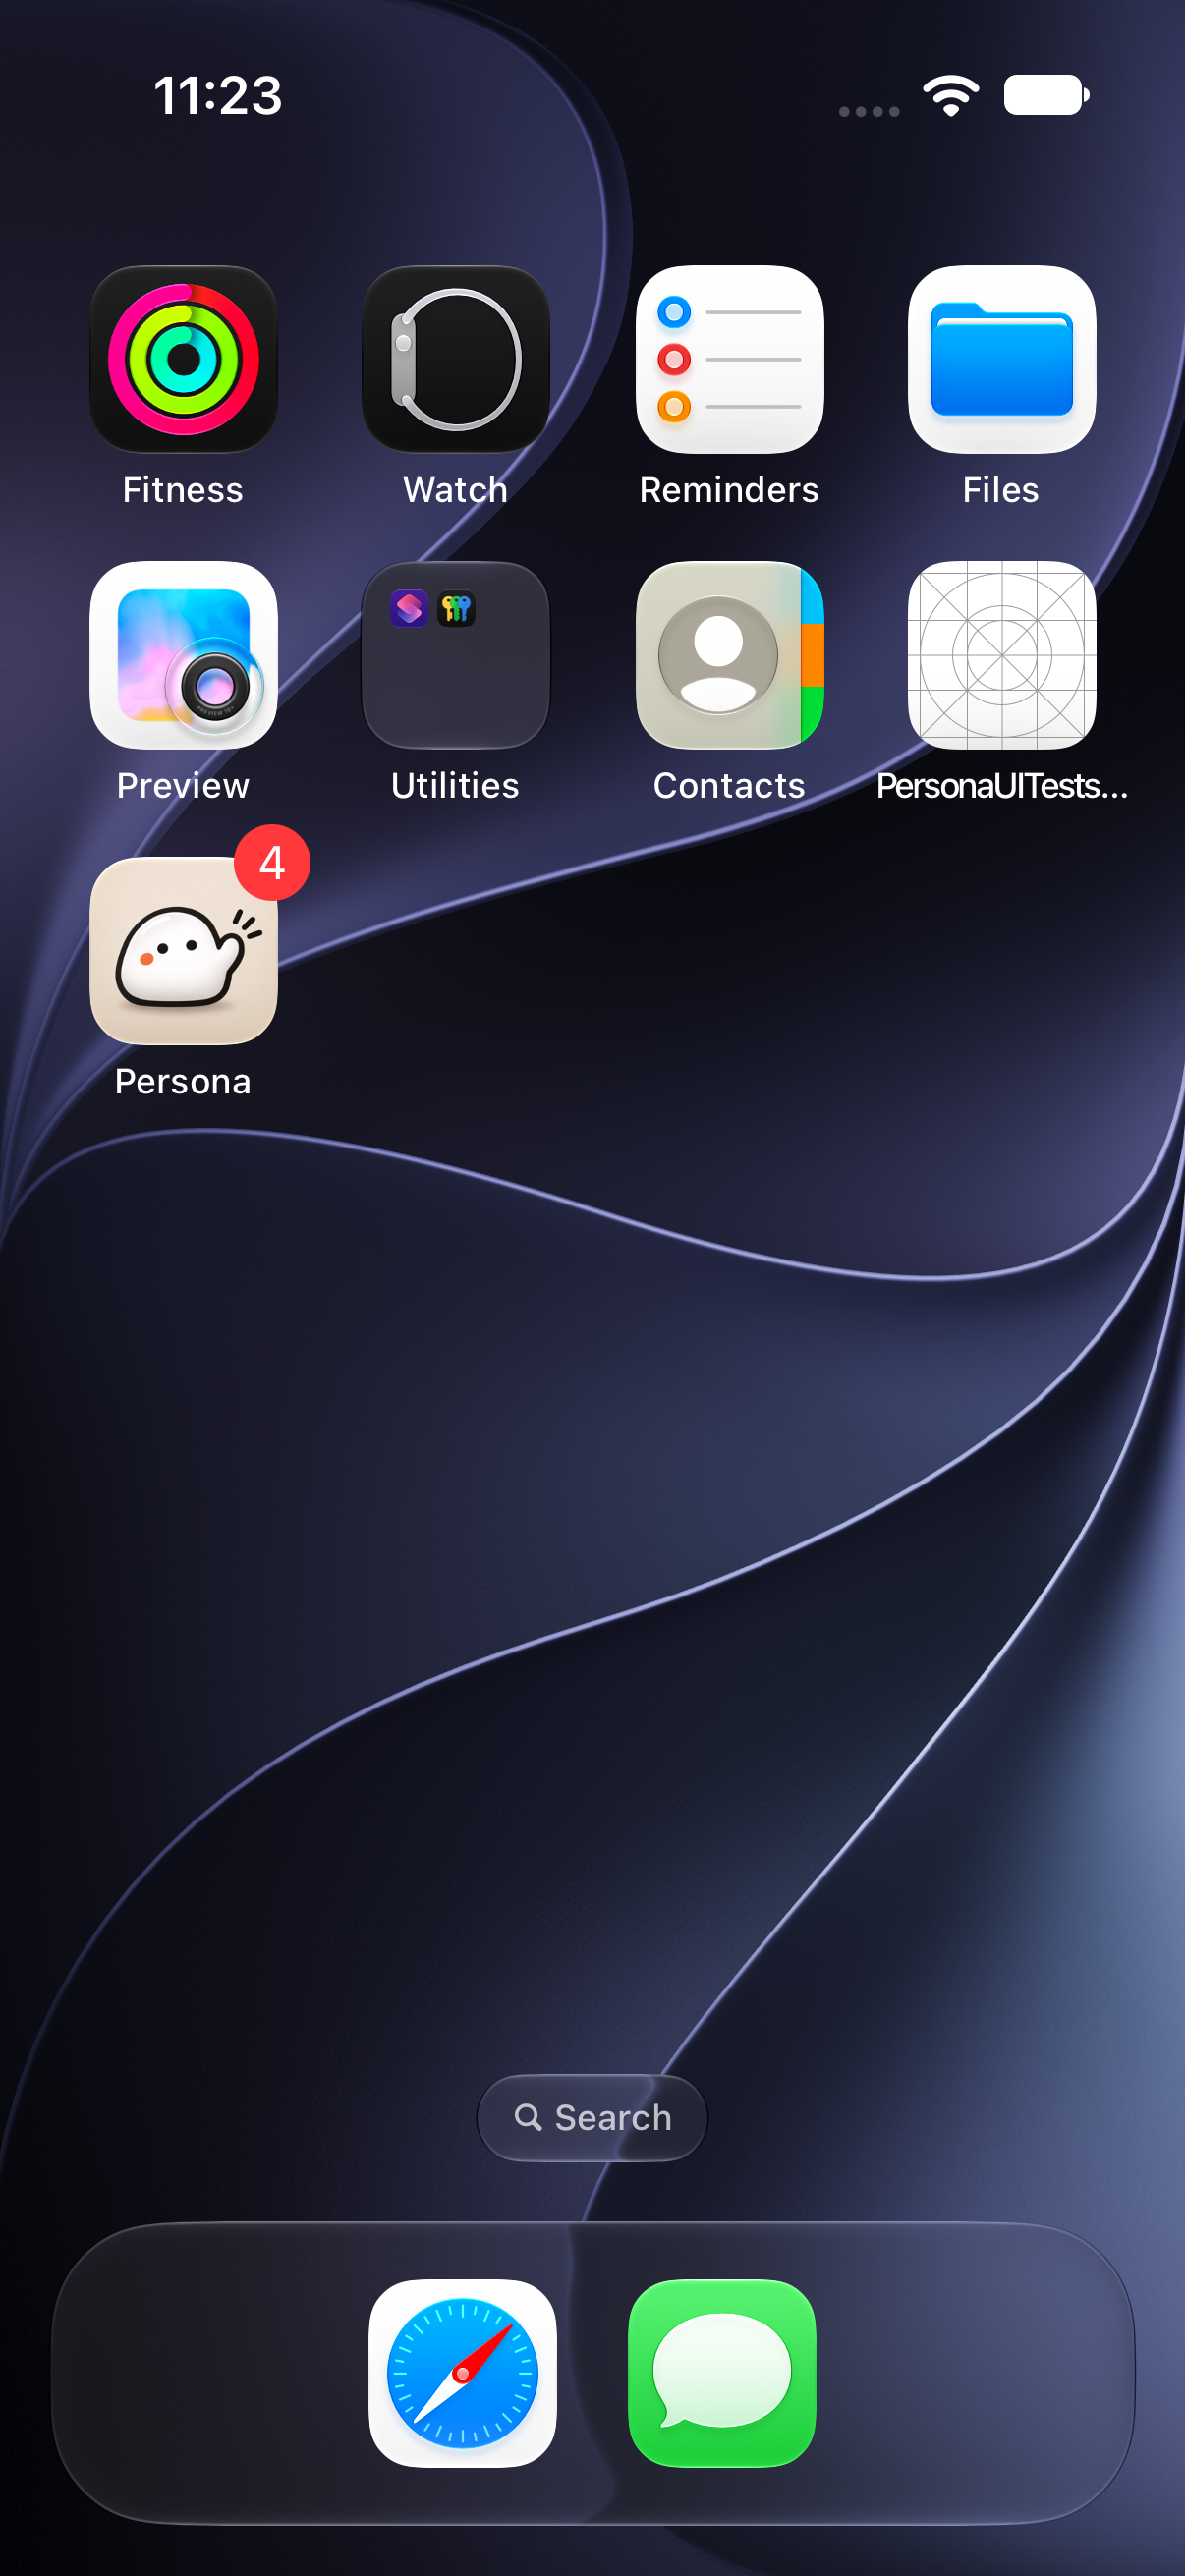 11:23
Fitness
Watch
Reminders
Files
Preview
Utilities
Contacts
PersonaUITests...
4
Persona
Search